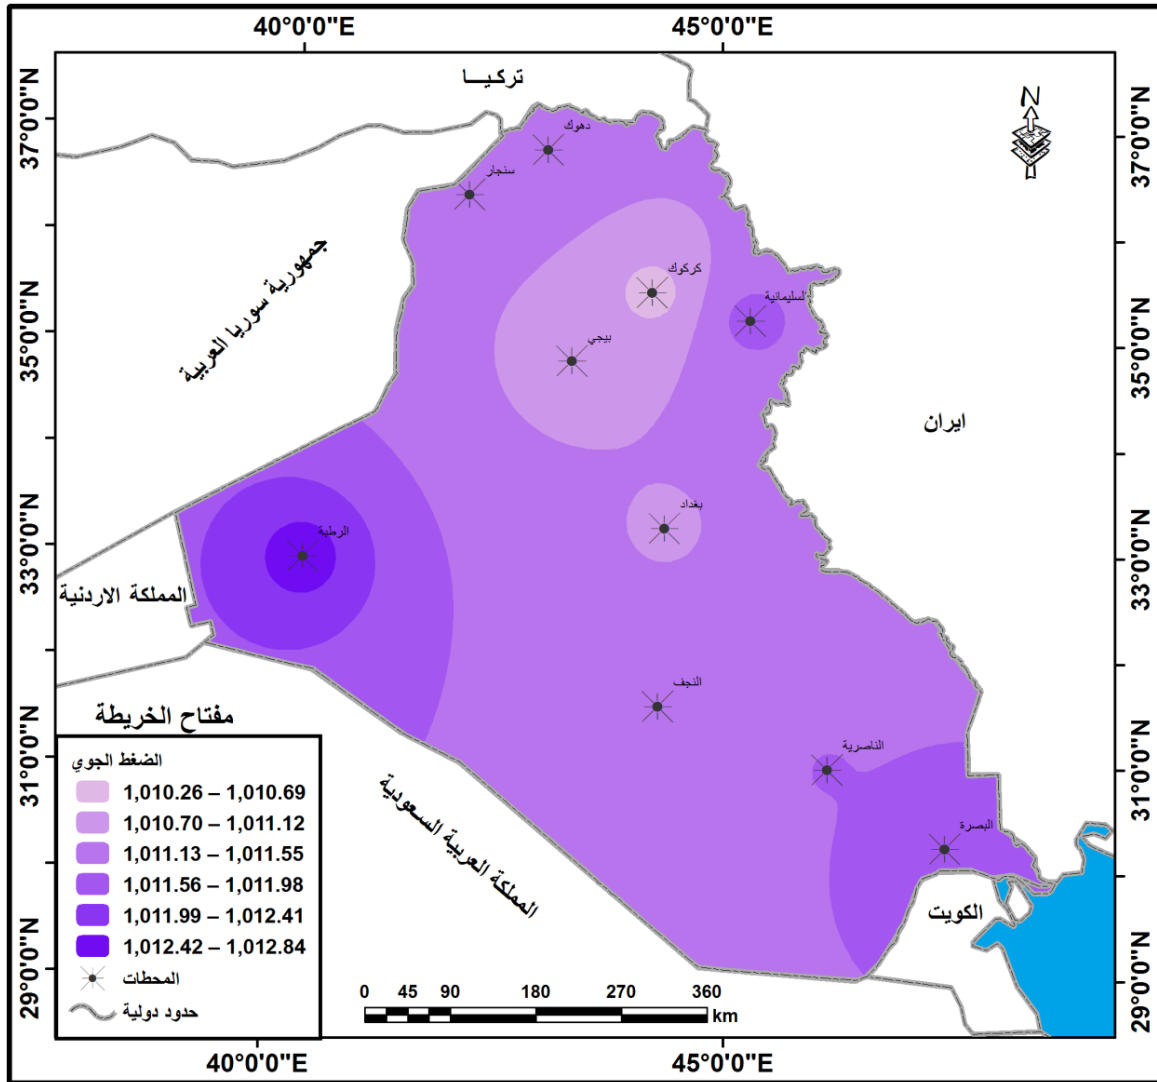 40°0'0"E
45°0'0"E
تركيـــا
N
37°0'0"N
37°0'0"N
دهوك
سنجار
كركوك
لسليمانية
جمهورية سوريا العربية
35°0'0"N
35°0'0"N
بيجي
ايران
بغداد
الرطبة
33°0'0"N
33°0'0"N
المملكة الاردنية
النجف
مفتاح الخريطة
الناصرية
31°0'0"N
31°0'0"N
الضغط الجوي
1,010.26 – 1,010.69
1,010.70 – 1,011.12
1,011.13 – 1,011.55
1,011.56 – 1,011.98
1,011.99 – 1,012.41
1,012.42 – 1,012.84
المحطات
حدود دولية
المملكة العربية السعودية
البصرة
الكويت
29°0'0"N
29°0'0"N
0 45 90 180 270 360
km
40°0'0"E
45°0'0"E